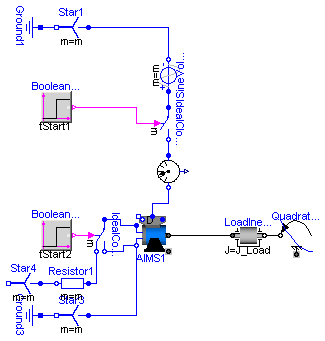 Star1
m=m
Ground1
m=m
Boolean...
tStart1
IdealClo...
m
Boolean...
tStart2
IdealCo...
m
D
AIMS1
LoadIne...
J=J_Load
Quadrat...
Star4
m=m
Resistor1
m=m
Star3
m=m
Ground3